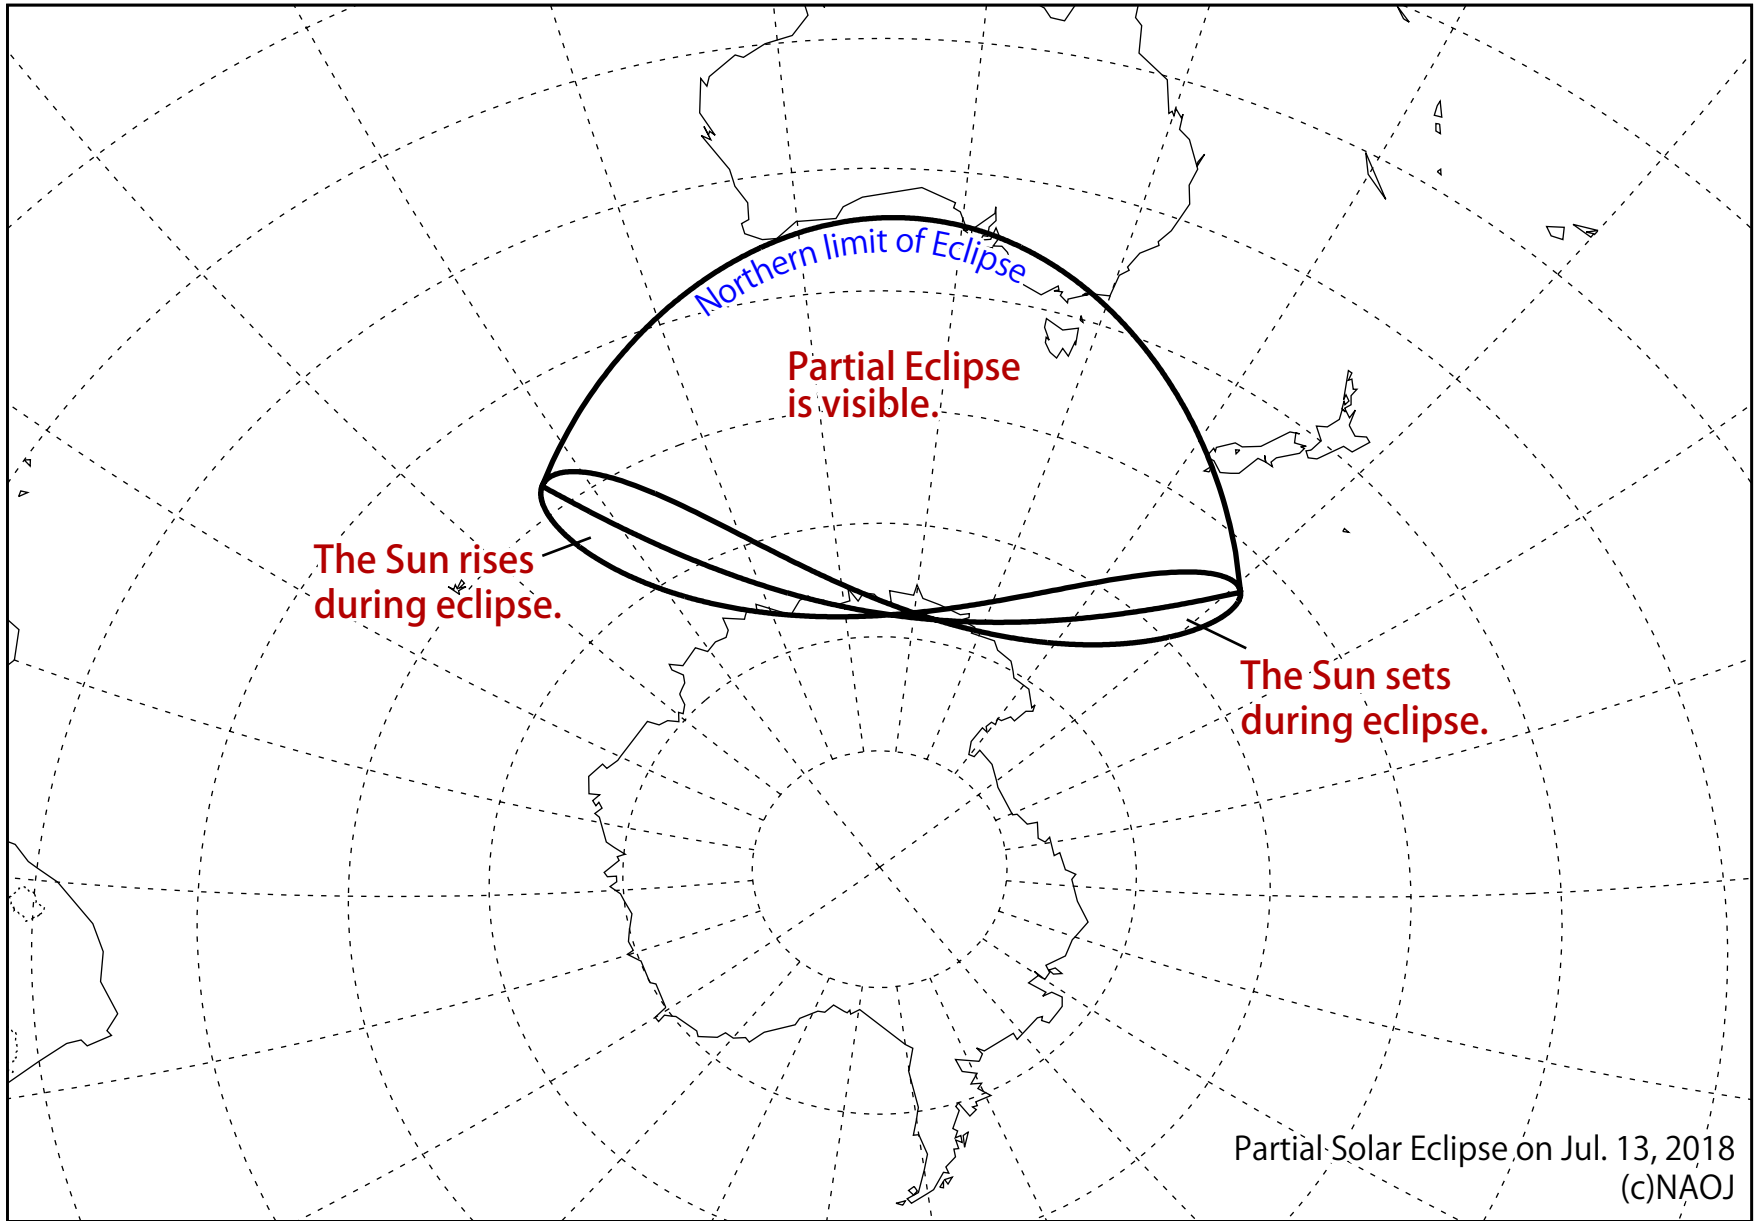 Northern limit of Eclipse
Partial Eclipse
is visible.
The Sun rises
during eclipse.
The Sun sets
during eclipse.
Partial Solar Eclipse on Jul. 13, 2018
(c)NAOJ